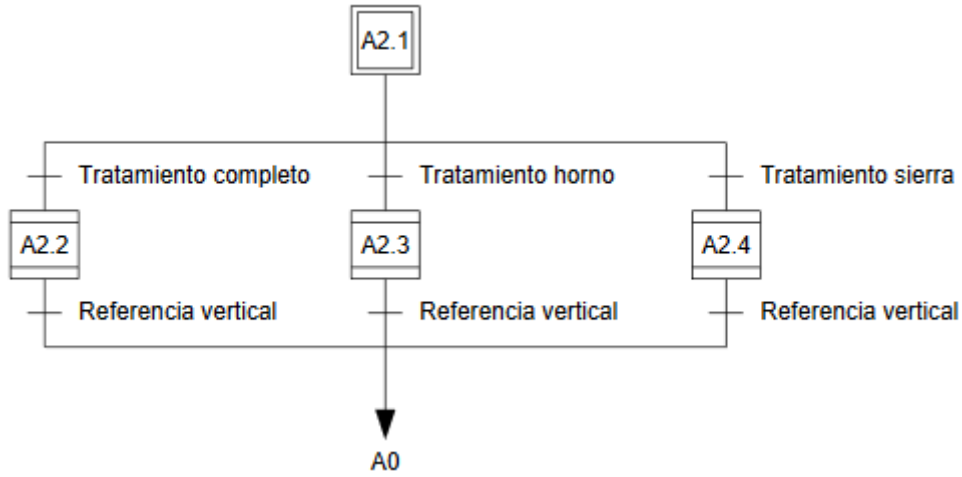 A2.1
Tratamiento completo
Tratamiento horno
Tratamiento sierra
A2.2
A2.3
A2.4
Referencia vertical
Referencia vertical
Referencia vertical
A0